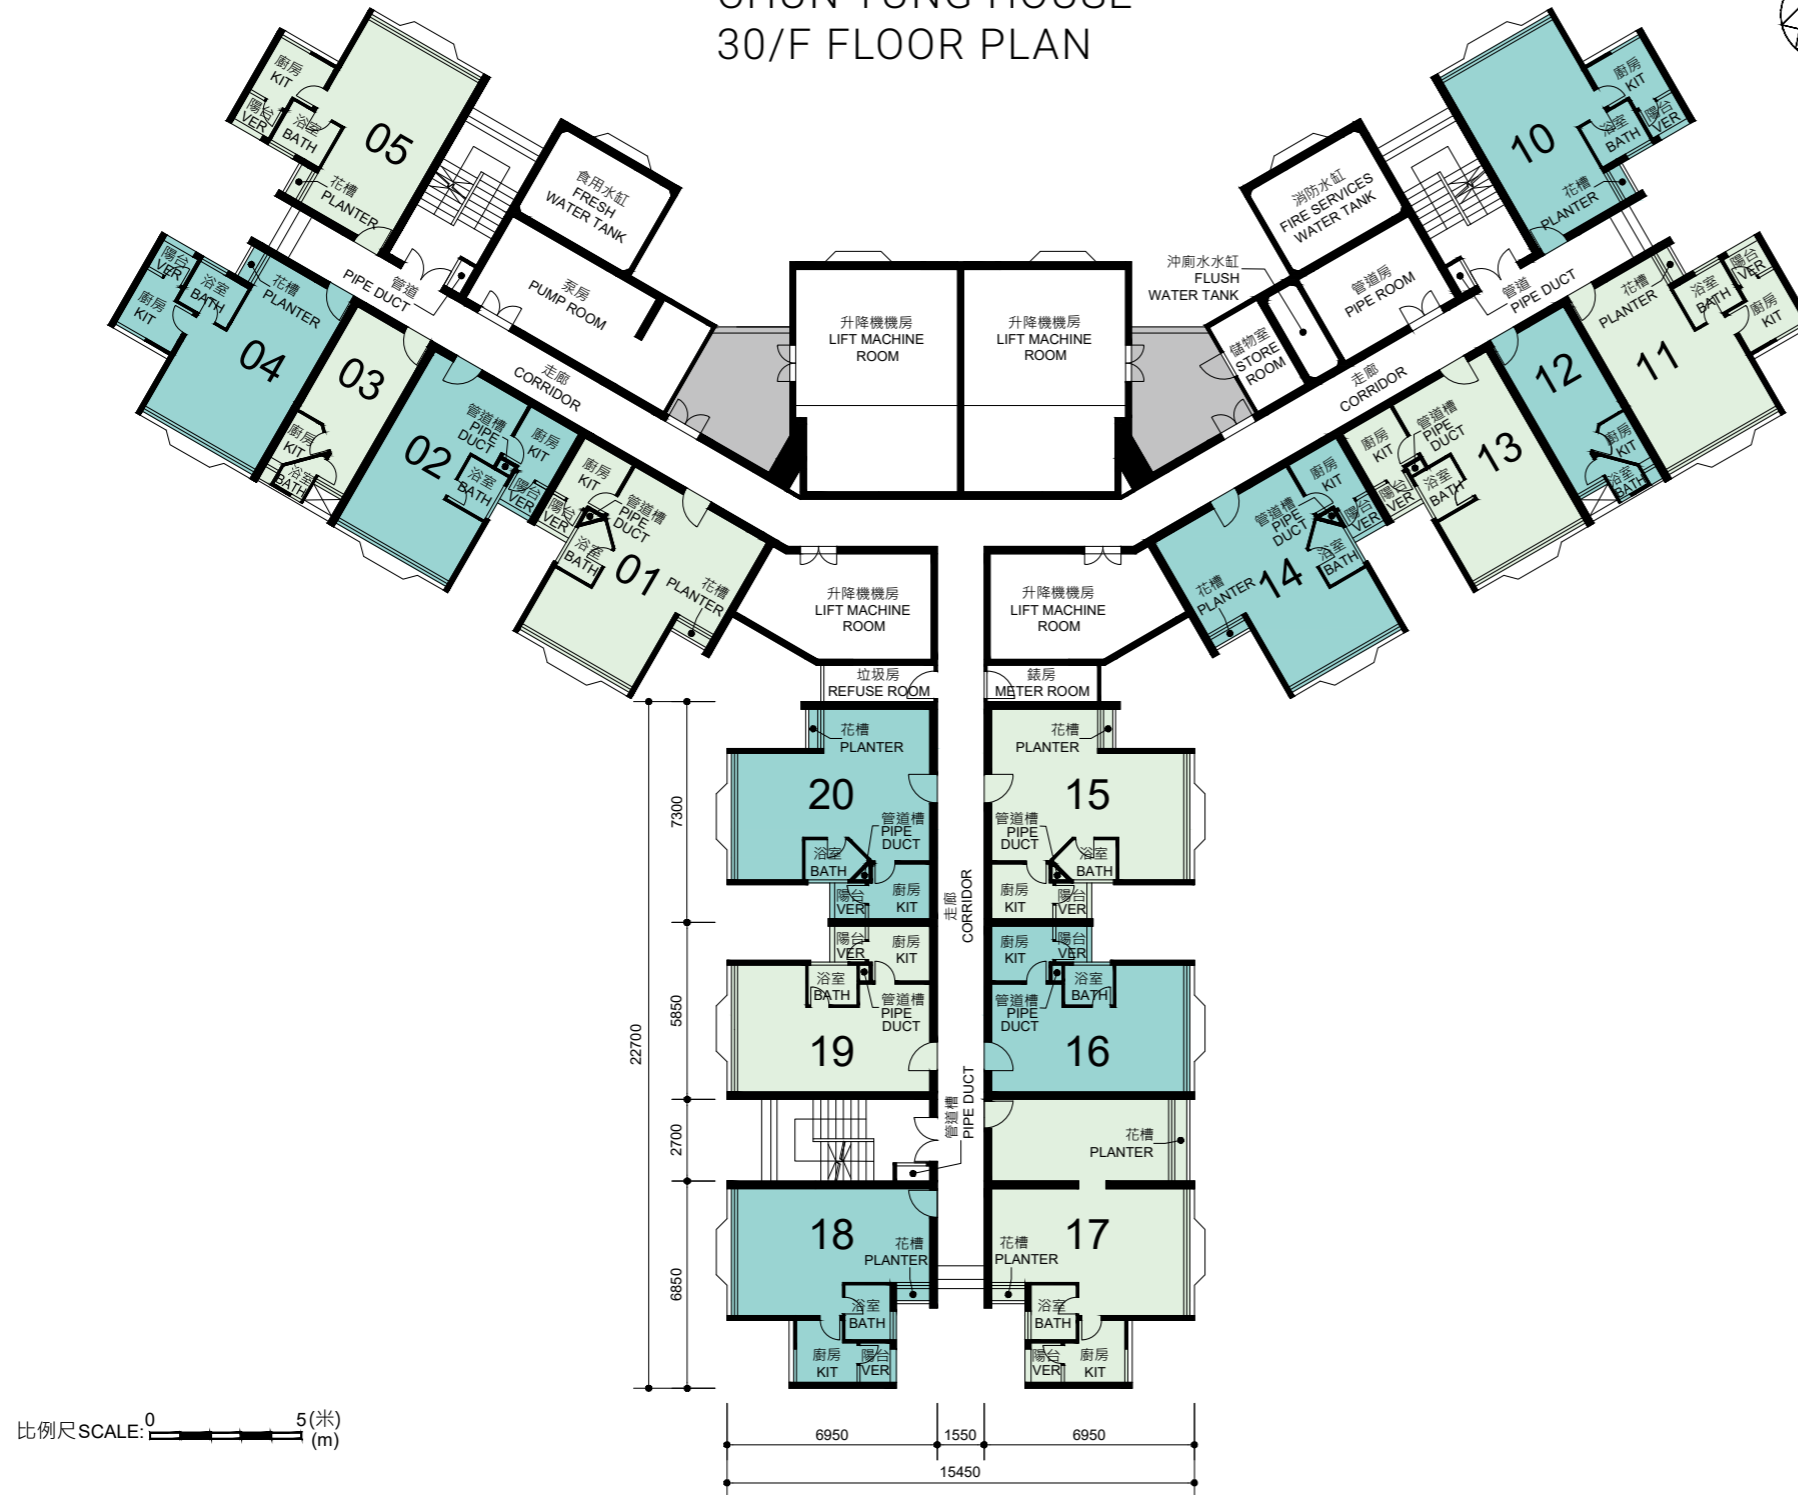 30/F FLOOR PLAN
廚房
KIT
陽台
VER
浴室
BATH
05
花槽
PLANTER
食用水缸
FRESH
WATER TANK
泵房
PUMP ROOM
管道
PIPE DUCT
走廊
CORRIDOR
陽台
VER
浴室
BATH
廚房
KIT
花槽
PLANTER
04
03
廚房
KIT
浴室
BATH
02
管道槽
PIPE
DUCT
廚房
KIT
浴室
BATH
陽台
VER
廚房
KIT
陽台
VER
管道槽
PIPE
DUCT
浴室
BATH
01
花槽
PLANTER
升降機機房
LIFT MACHINE
ROOM
升降機機房
LIFT MACHINE
ROOM
沖廁水水缸
FLUSH
WATER TANK
消防水缸
FIRE SERVICES
WATER TANK
管道房
PIPE ROOM
儲物室
STORE
ROOM
走廊
CORRIDOR
管道
PIPE DUCT
10
廚房
KIT
浴室
BATH
陽台
VER
花槽
PLANTER
花槽
PLANTER
浴室
BATH
陽台
VER
廚房
KIT
11
12
廚房
KIT
浴室
BATH
13
管道槽
PIPE
DUCT
廚房
KIT
浴室
BATH
陽台
VER
廚房
KIT
陽台
VER
管道槽
PIPE
DUCT
浴室
BATH
14
花槽
PLANTER
升降機機房
LIFT MACHINE
ROOM
升降機機房
LIFT MACHINE
ROOM
垃圾房
REFUSE ROOM
錶房
METER ROOM
花槽
PLANTER
20
管道槽
PIPE
DUCT
浴室
BATH
陽台
VER
廚房
KIT
花槽
PLANTER
15
管道槽
PIPE
DUCT
浴室
BATH
廚房
KIT
陽台
VER
走廊
CORRIDOR
陽台
VER
廚房
KIT
浴室
BATH
管道槽
PIPE
DUCT
19
廚房
KIT
陽台
VER
浴室
BATH
管道槽
PIPE
DUCT
16
管道槽
PIPE DUCT
花槽
PLANTER
18
花槽
PLANTER
浴室
BATH
廚房
KIT
陽台
VER
17
花槽
PLANTER
浴室
BATH
陽台
VER
廚房
KIT
7300
5850
2700
6850
22700
6950
1550
6950
15450
比例尺SCALE: 0 5(米)
(m)